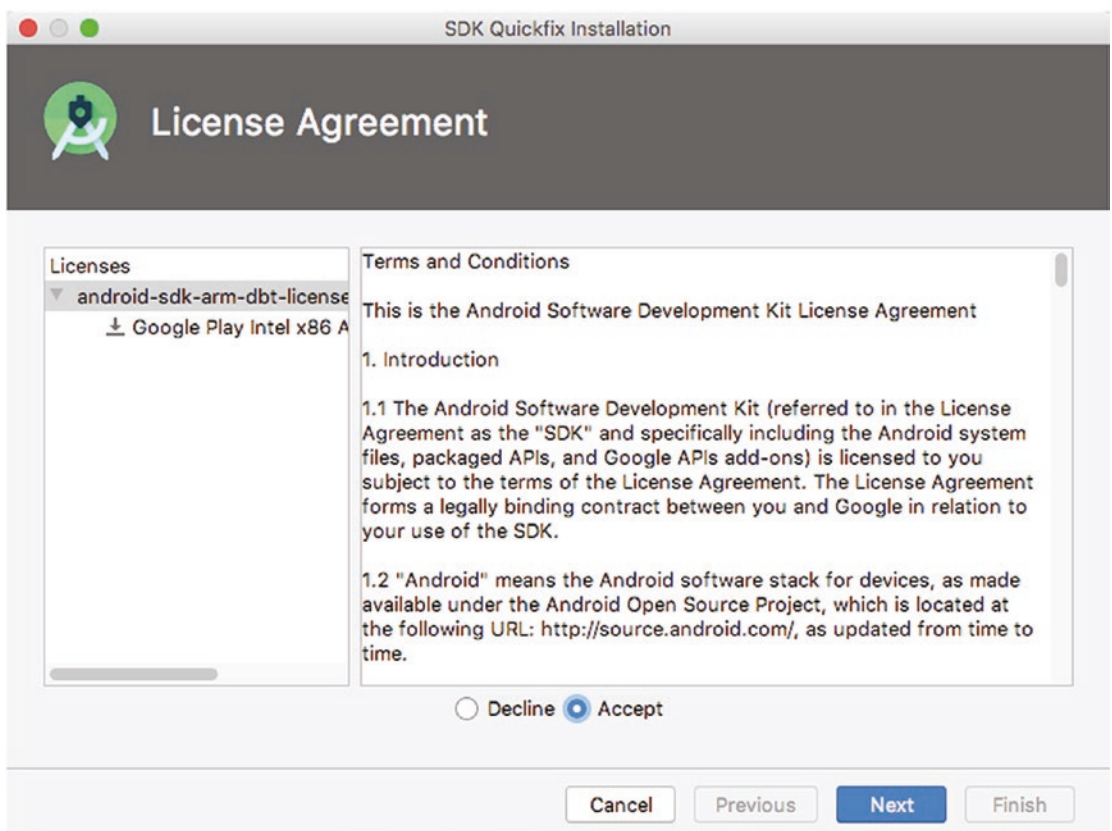 SDK Quickfix Installation
License Agreement
Licenses
android-sdk-arm-dbt-license
Google Play Intel x86 A
Terms and Conditions
This is the Android Software Development Kit License Agreement
1. Introduction
1.1 The Android Software Development Kit (referred to in the License
Agreement as the "SDK" and specifically including the Android system
files, packaged APIs, and Google APIs add-ons) is licensed to you
subject to the terms of the License Agreement. The License Agreement
forms a legally binding contract between you and Google in relation to
your use of the SDK.
1.2 "Android" means the Android software stack for devices, as made
available under the Android Open Source Project, which is located at
the following URL: http://source.android.com/, as updated from time to
time.
Decline Accept
Cancel Previous Next Finish